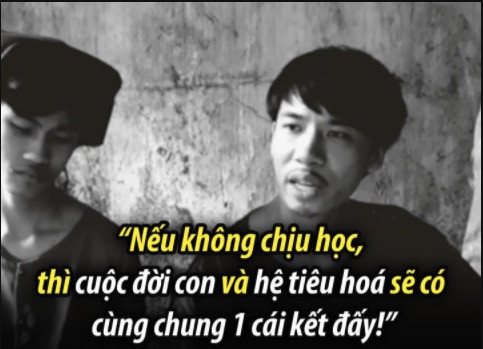 “Nếu không chịu học,
thì cuộc đời con và hệ tiêu hoá sẽ có
cùng chung 1 cái kết đấy!”